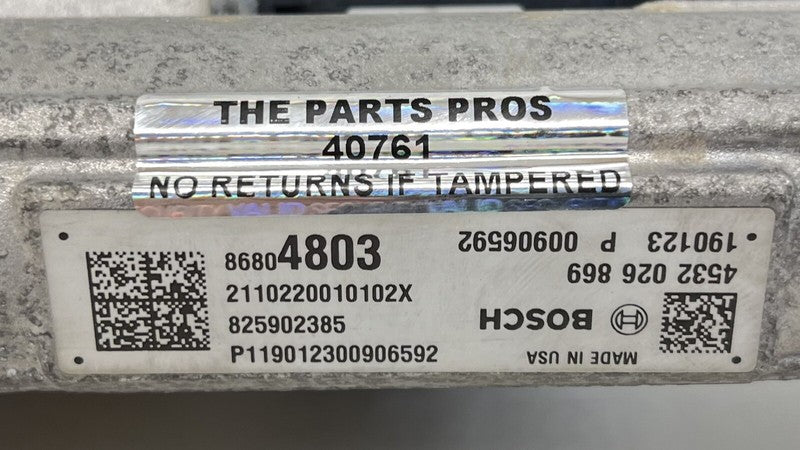 THE PARTS PROS
40761
NO RETURNS IF TAMPERED
86804803
2110220010102X
825902385
P119012300906592
190123 P 00906592
4532 026 869
BOSCH
MADE IN USA